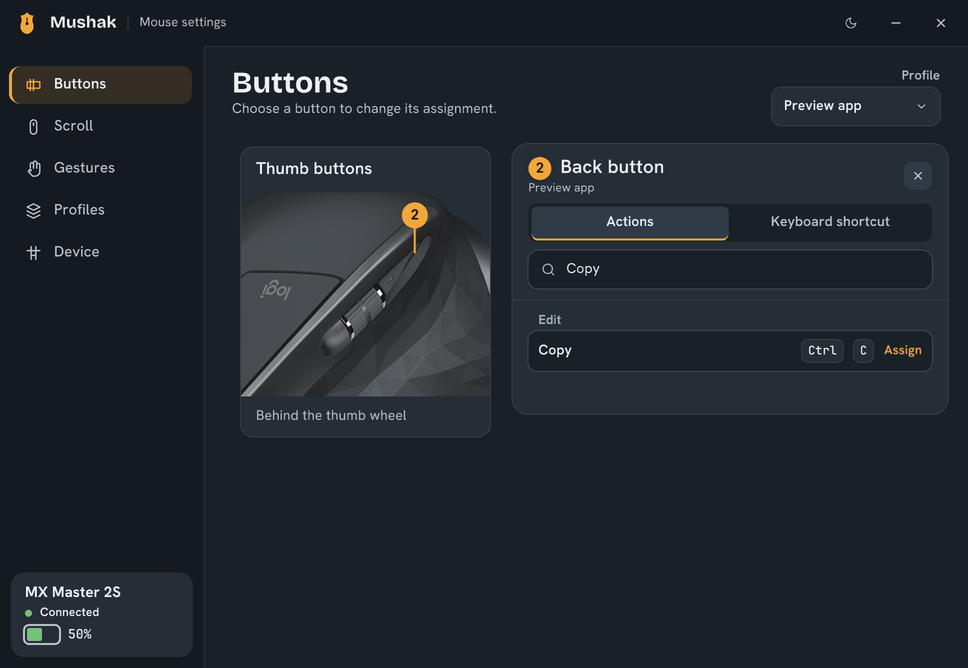 Mushak
Mouse settings
Buttons
Scroll
Gestures
Profiles
Device
MX Master 2S
Connected
50%
Buttons
Choose a button to change its assignment.
Profile
Preview app
Thumb buttons
2
logi
Behind the thumb wheel
2 Back button
Preview app
Actions Keyboard shortcut
Copy
Edit
Copy Ctrl C Assign